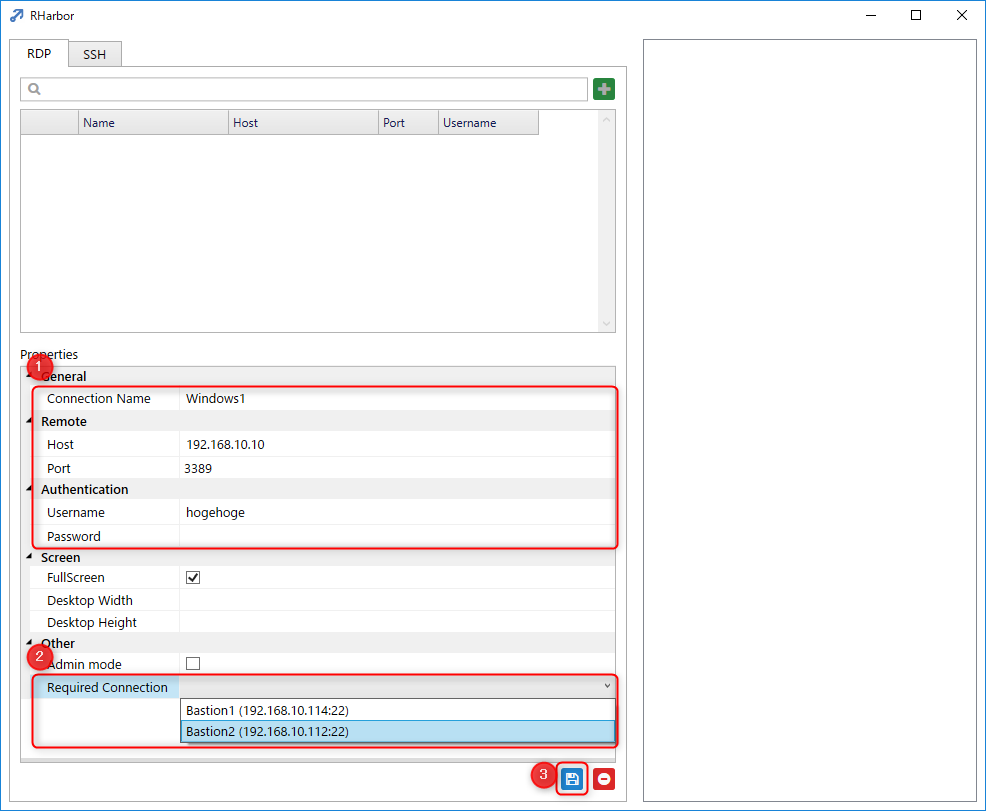 RHarbor
RDP
SSH
Name Host Port Username
Properties
1
General
Connection Name Windows1
Remote
Host 192.168.10.10
Port 3389
Authentication
Username hogehoge
Password
Screen
FullScreen
Desktop Width
Desktop Height
Other
2
Admin mode
Required Connection
Bastion1 (192.168.10.114:22)
Bastion2 (192.168.10.112:22)
3